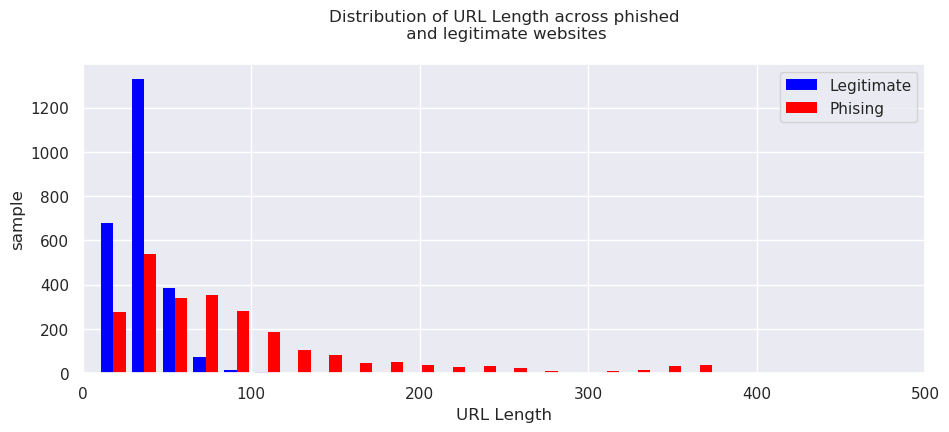 Distribution of URL Length across phished
and legitimate websites
Legitimate
Phising
1200
1000
800
600
400
200
0
sample
0 100 200 300 400 500
URL Length